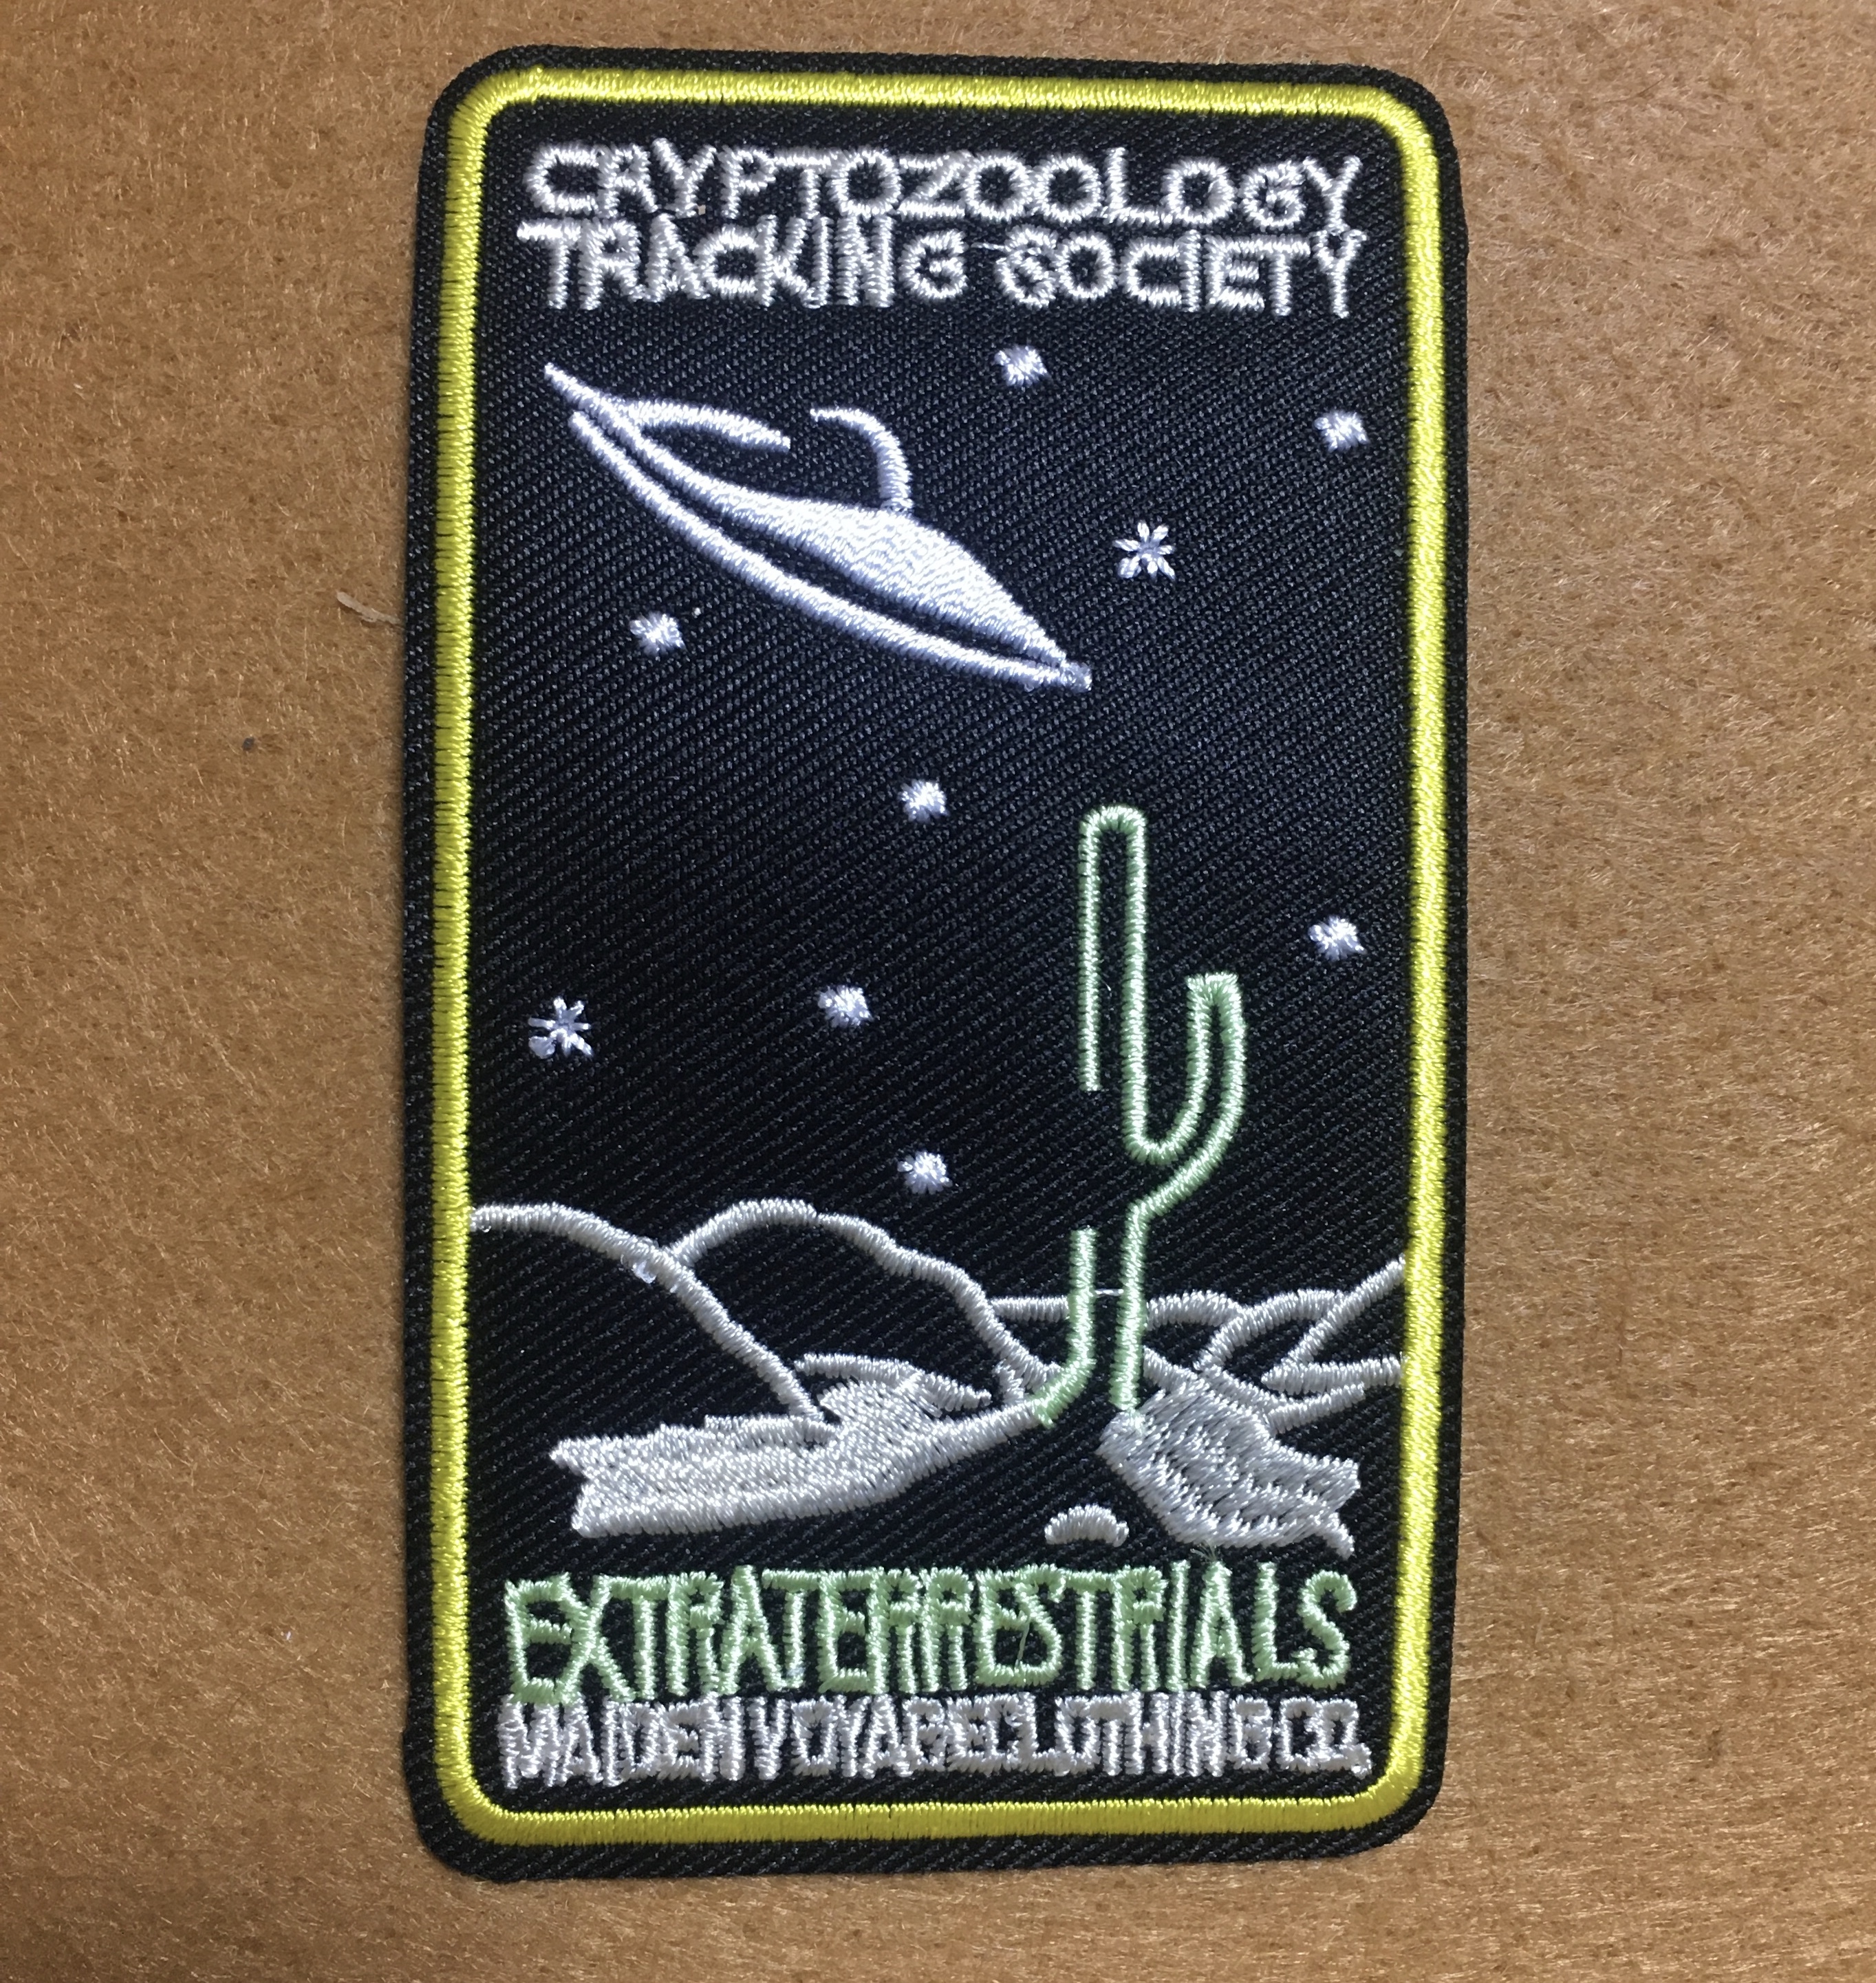 CRYPTOZOOLOGY
TRACKING SOCIETY
EXTRATERRESTRIALS
MAIDEN VOYAGE CLOTHING CO.